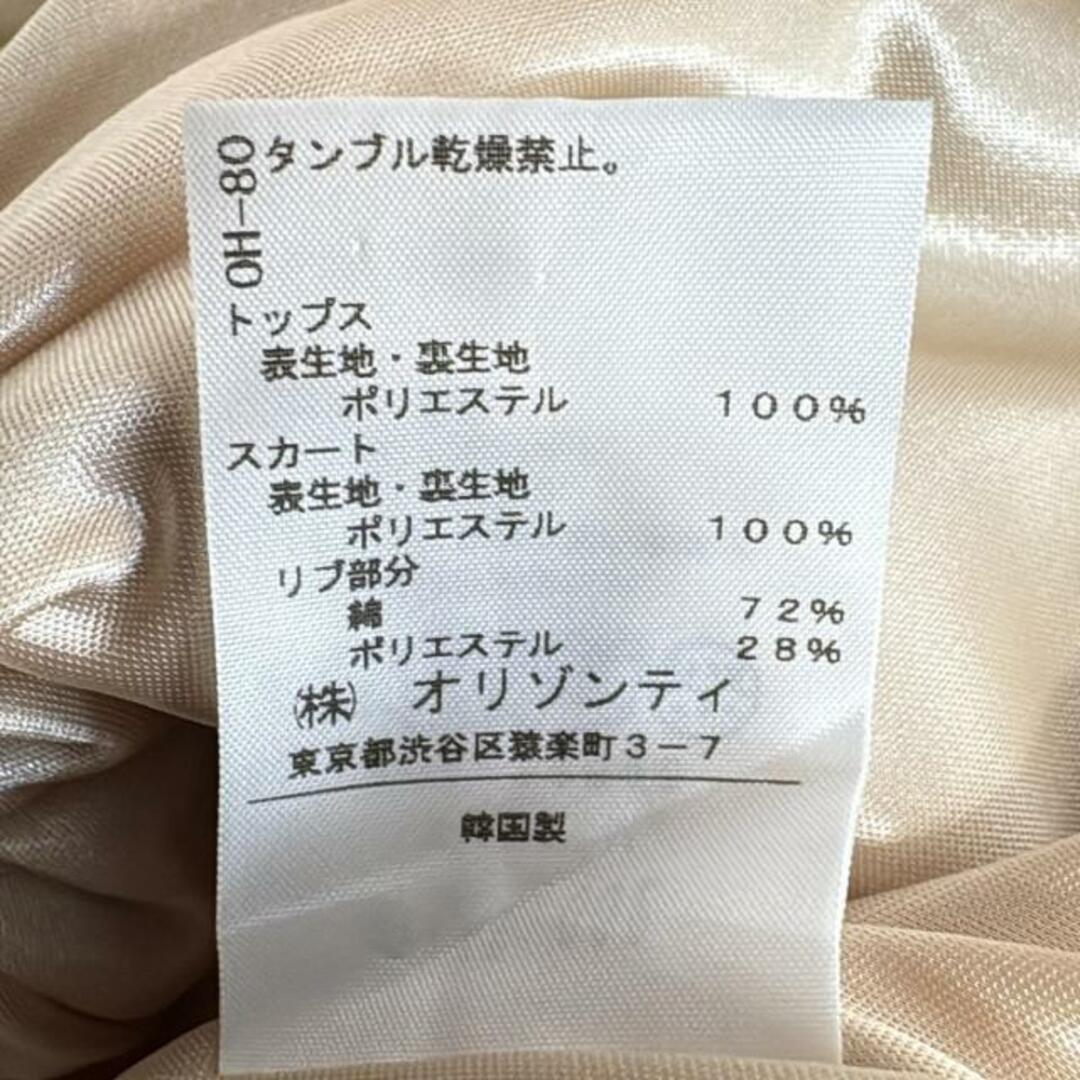 タンブル乾燥禁止。
OH-80
トップス
表生地・裏生地
ポリエステル 100%
スカート
表生地・裏生地
ポリエステル 100%
リブ部分
綿 72%
ポリエステル 28%
㈱ オリゾンティ
東京都渋谷区猿楽町3-7
韓国製